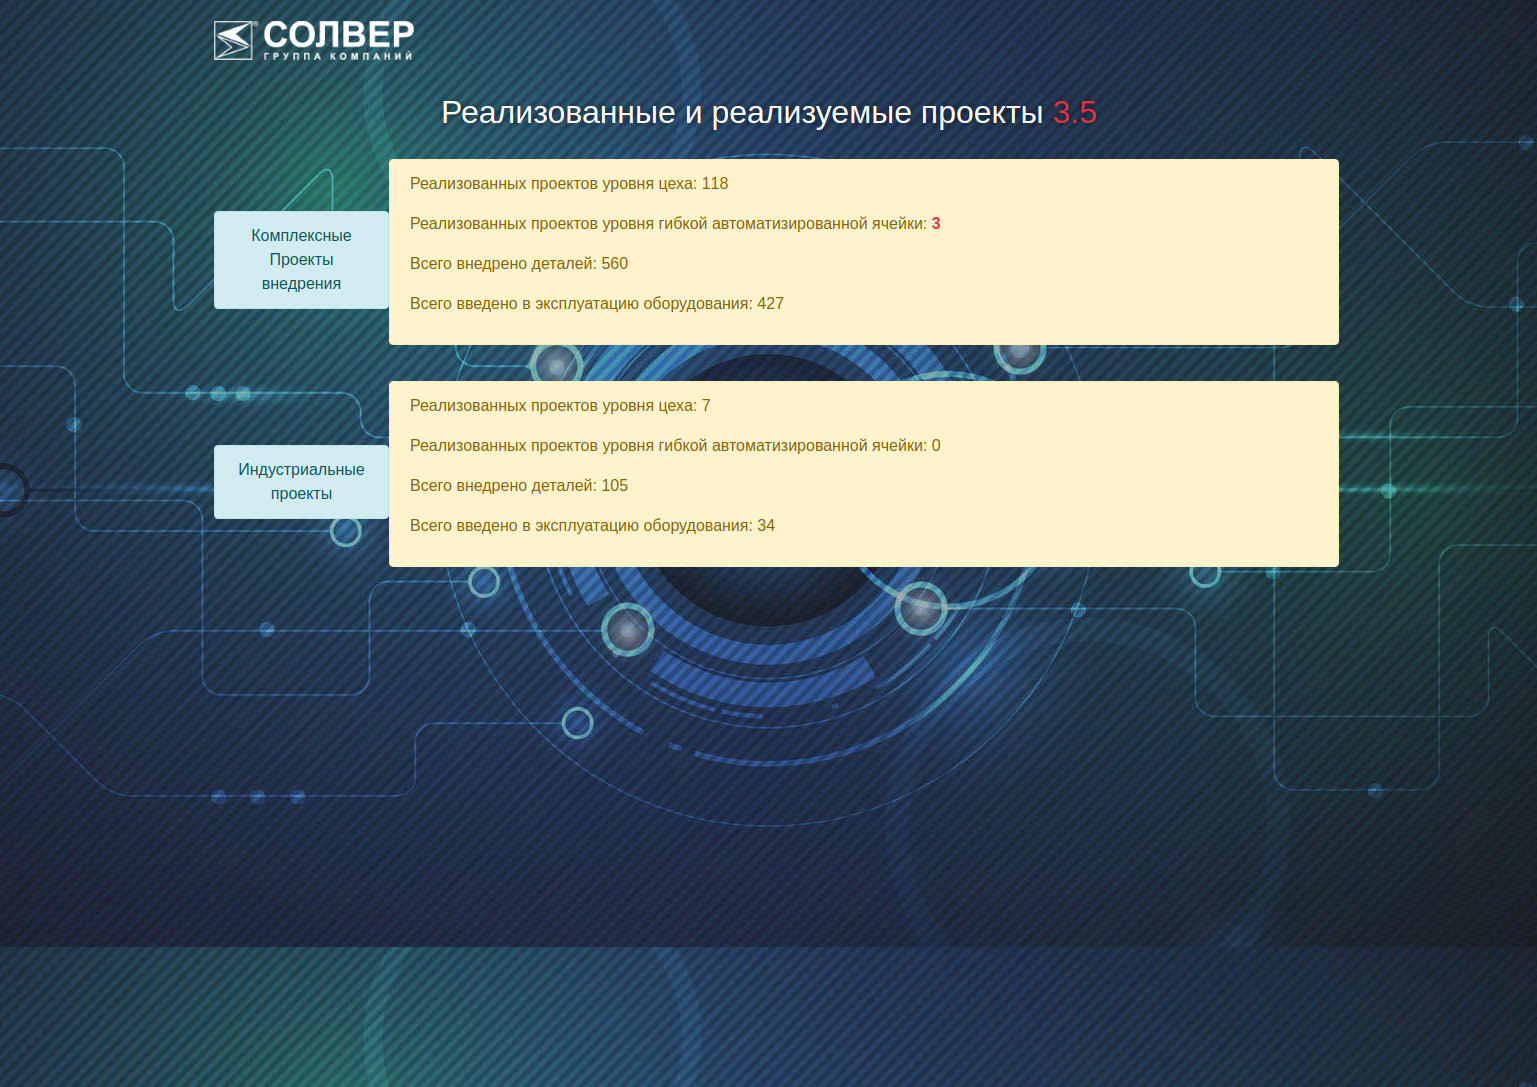 СОЛВЕР
ГРУППА КОМПАНИЙ
Реализованные и реализуемые проекты 3.5
Комплексные
Проекты
внедрения
Реализованных проектов уровня цеха: 118
Реализованных проектов уровня гибкой автоматизированной ячейки: 3
Всего внедрено деталей: 560
Всего введено в эксплуатацию оборудования: 427
Индустриальные
проекты
Реализованных проектов уровня цеха: 7
Реализованных проектов уровня гибкой автоматизированной ячейки: 0
Всего внедрено деталей: 105
Всего введено в эксплуатацию оборудования: 34